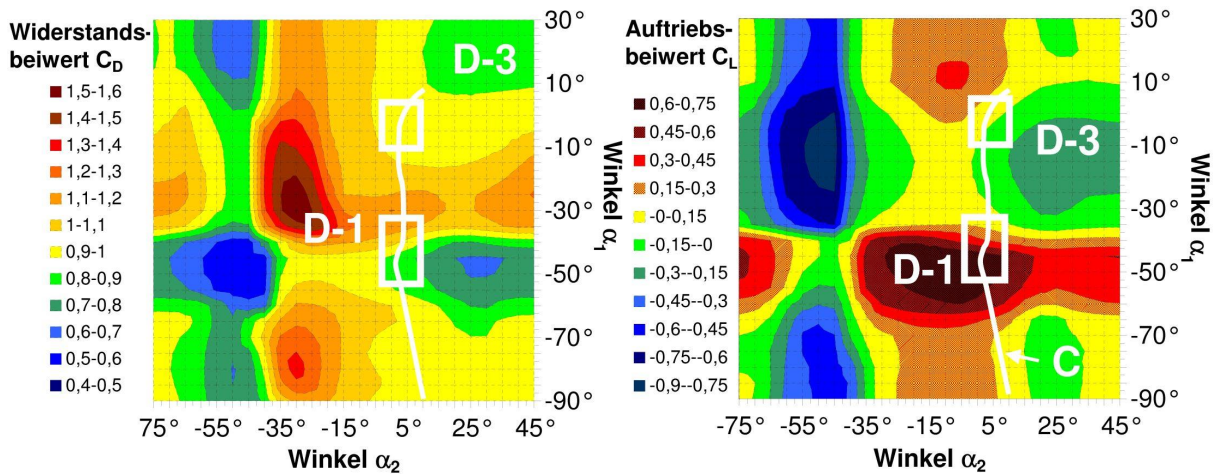 Widerstands-
beiwert CD
1,5-1,6
1,4-1,5
1,3-1,4
1,2-1,3
1,1-1,2
1-1,1
0,9-1
0,8-0,9
0,7-0,8
0,6-0,7
0,5-0,6
0,4-0,5
D-3
D-1
30°
10°
-10°
-30°
-50°
-70°
-90°
Winkel α1
75° -55° -35° -15° 5° 25° 45°
Winkel α2
Auftriebs-
beiwert CL
0,6-0,75
0,45-0,6
0,3-0,45
0,15-0,3
-0-0,15
-0,15--0
-0,3--0,15
-0,45--0,3
-0,6--0,45
-0,75--0,6
-0,9--0,75
D-3
D-1
C
30°
10°
-10°
-30°
-50°
-70°
-90°
Winkel α1
-75° -55° -35° -15° 5° 25° 45°
Winkel α2